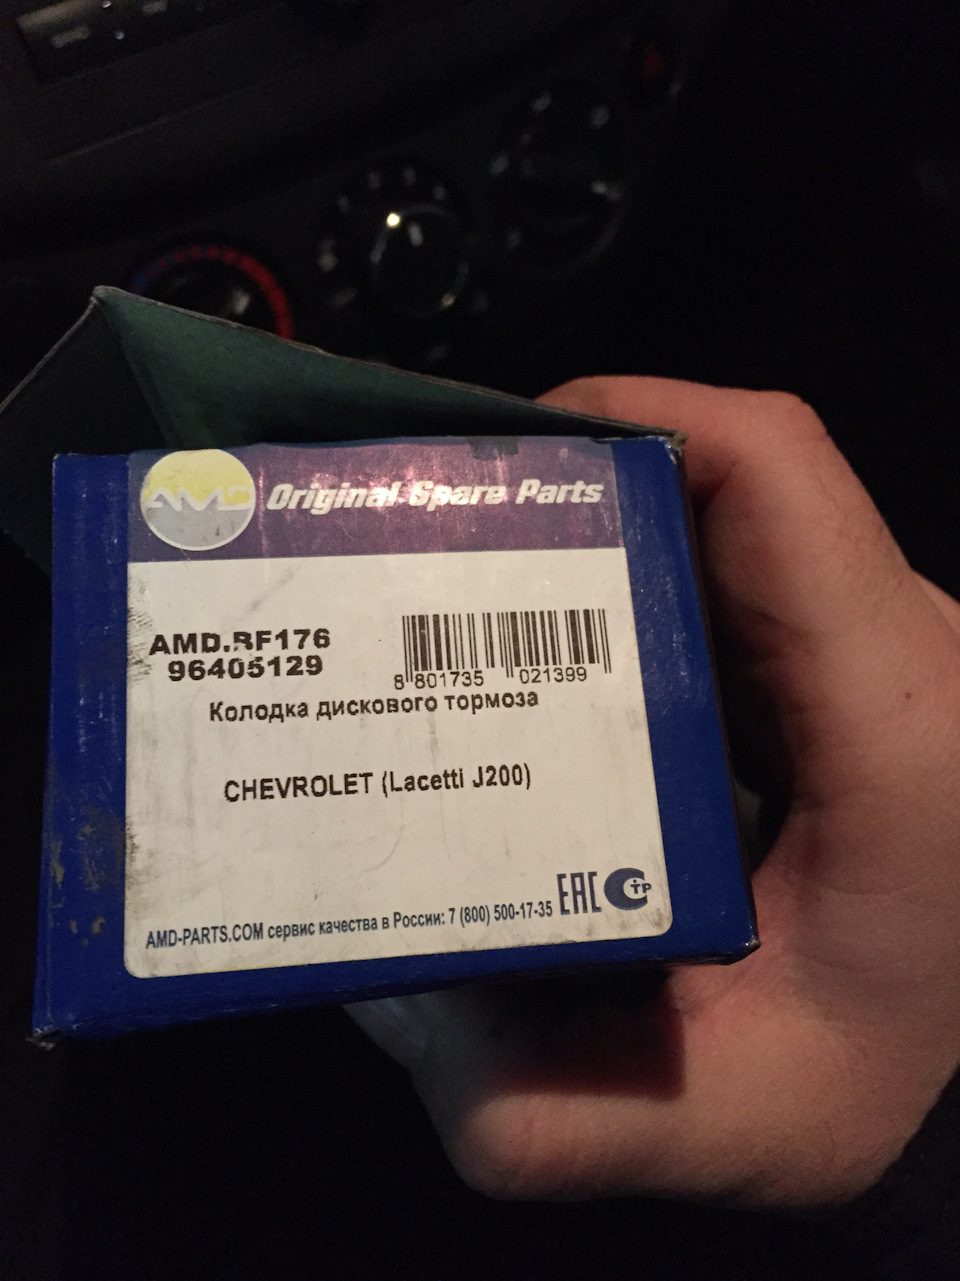 AMD Original Spare Parts
AMD.BF176
96405129
8 801735 021399
Колодка дискового тормоза
CHEVROLET (Lacetti J200)
AMD-PARTS.COM сервис качества в России: 7 (800) 500-17-35
EAC
СТР